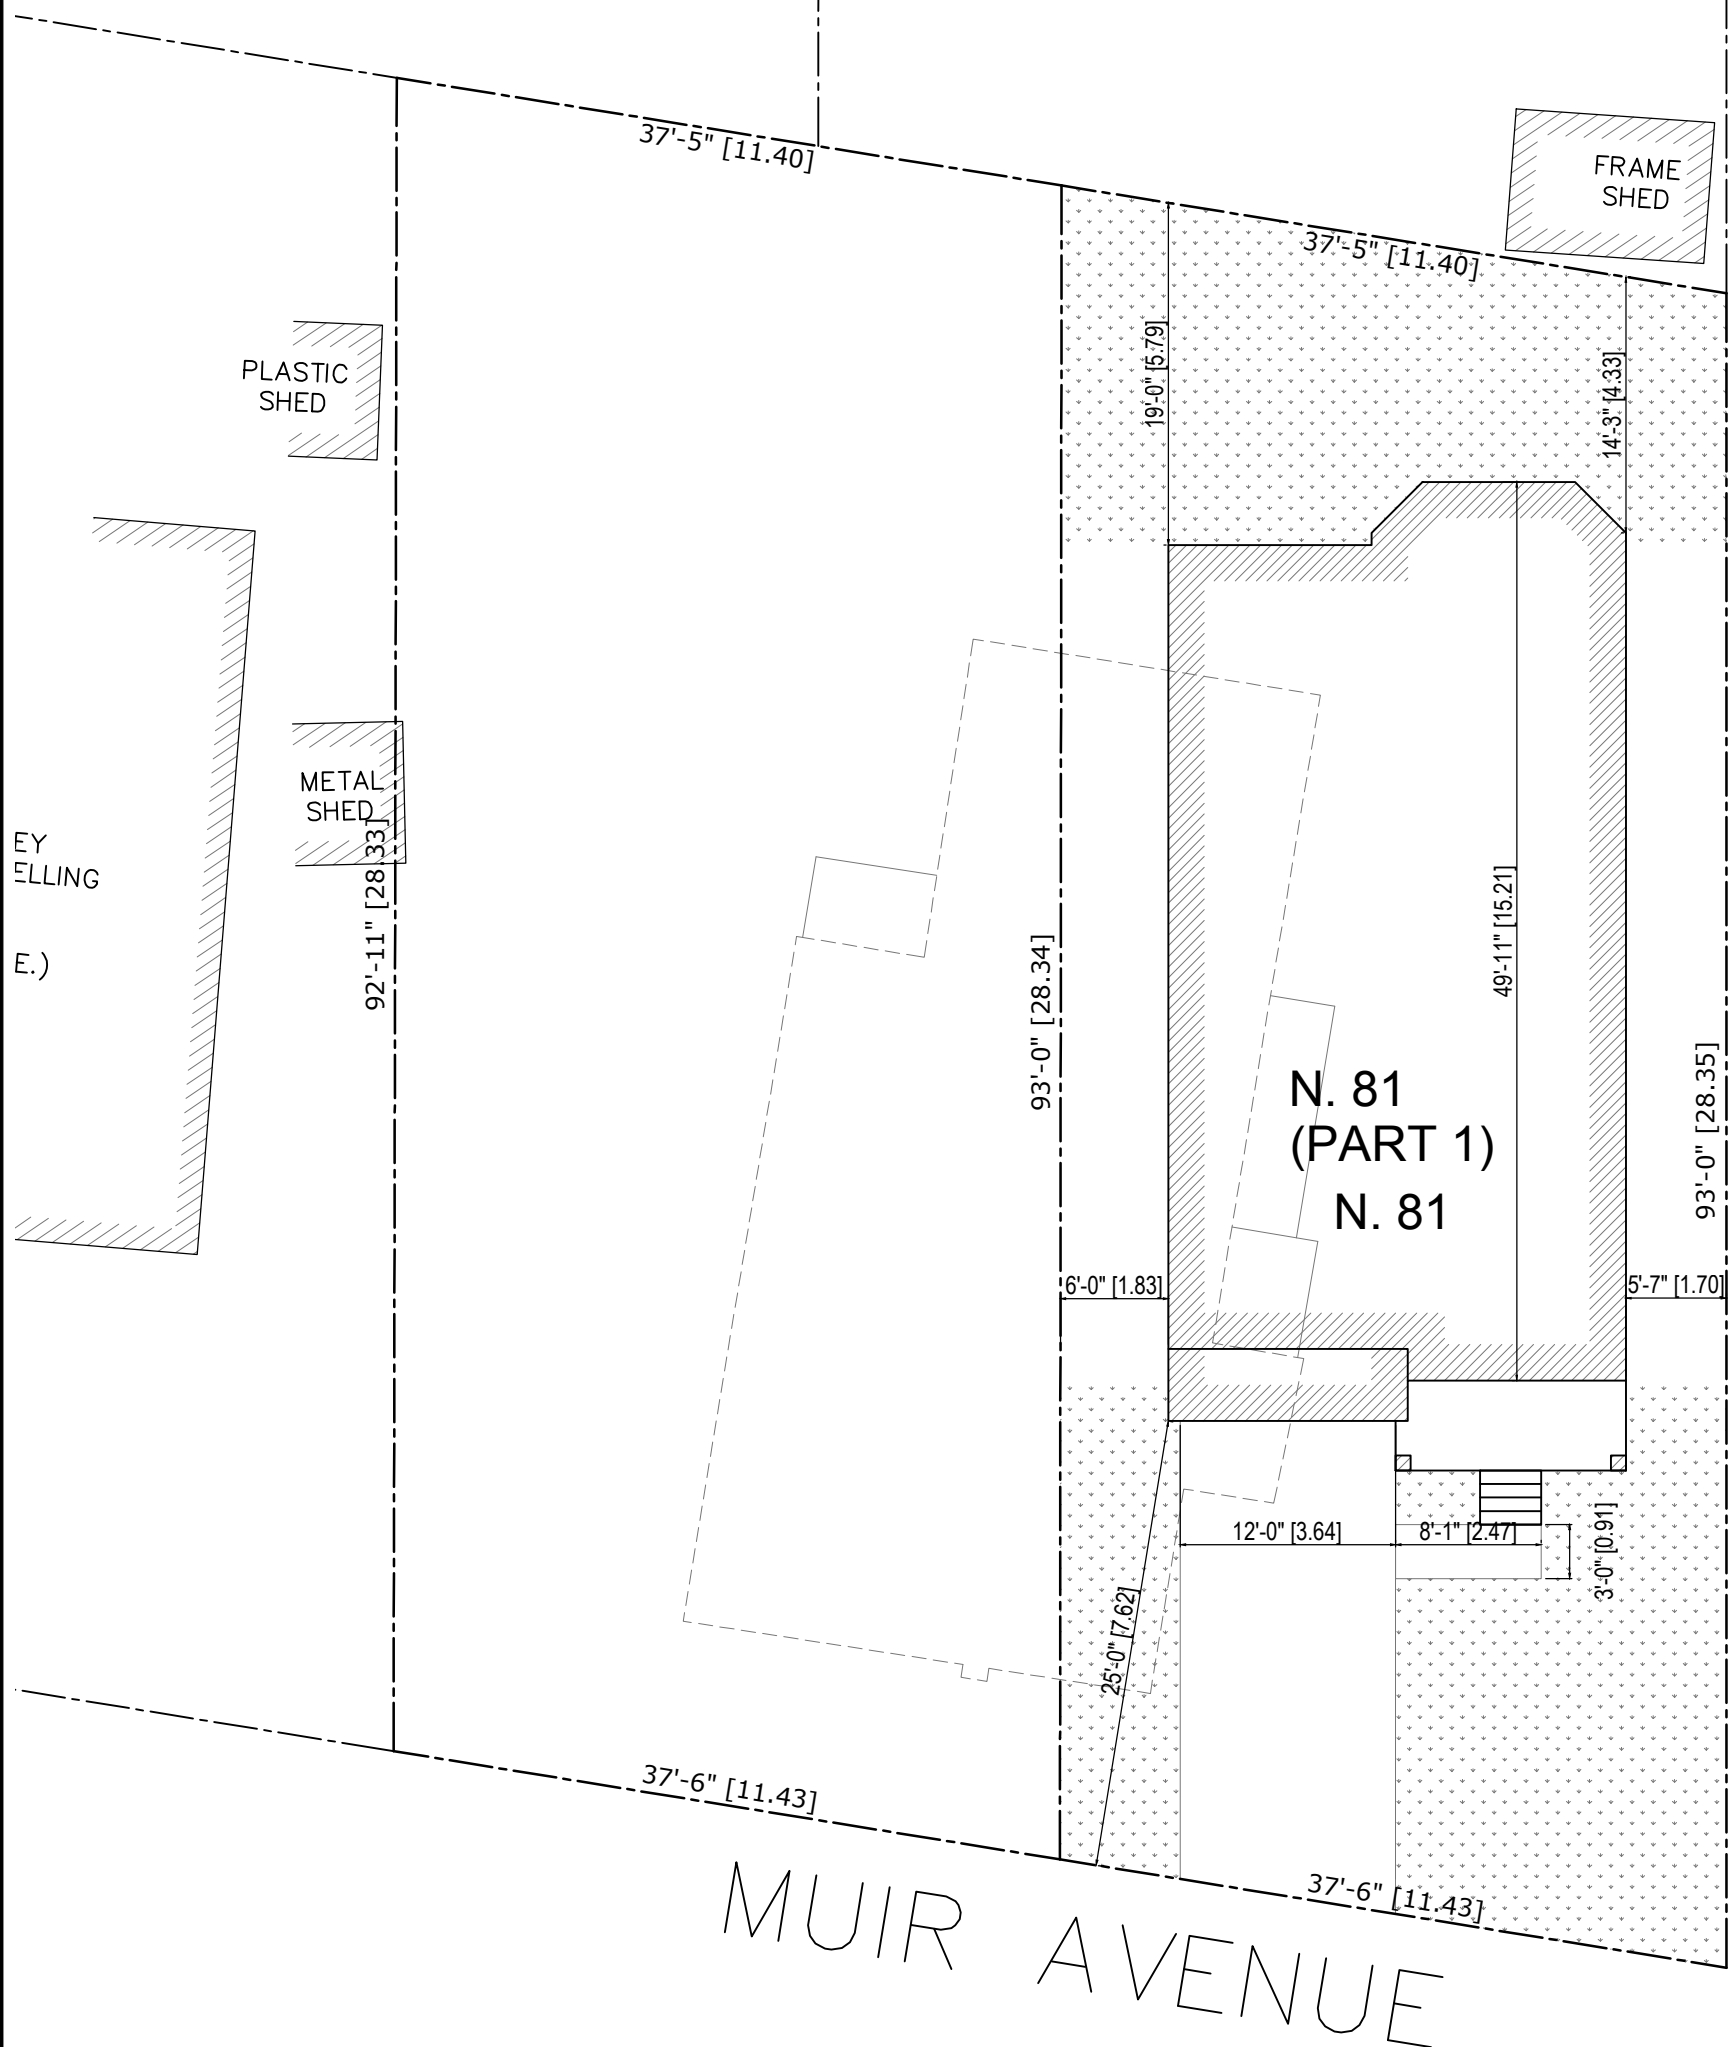 37'-5" [11.40]
FRAME
SHED
37'-5" [11.40]
19'-0" [5.79]
14'-3" [4.33]
PLASTIC
SHED
METAL
SHED
92'-11" [28.33]
EY
ELLING
E.)
93'-0" [28.34]
49'-11" [15.21]
N. 81
(PART 1)
N. 81
93'-0" [28.35]
6'-0" [1.83]
5'-7" [1.70]
12'-0" [3.64]
8'-1" [2.47]
3'-0" [0.91]
25'-0" [7.62]
37'-6" [11.43]
37'-6" [11.43]
MUIR AVENUE